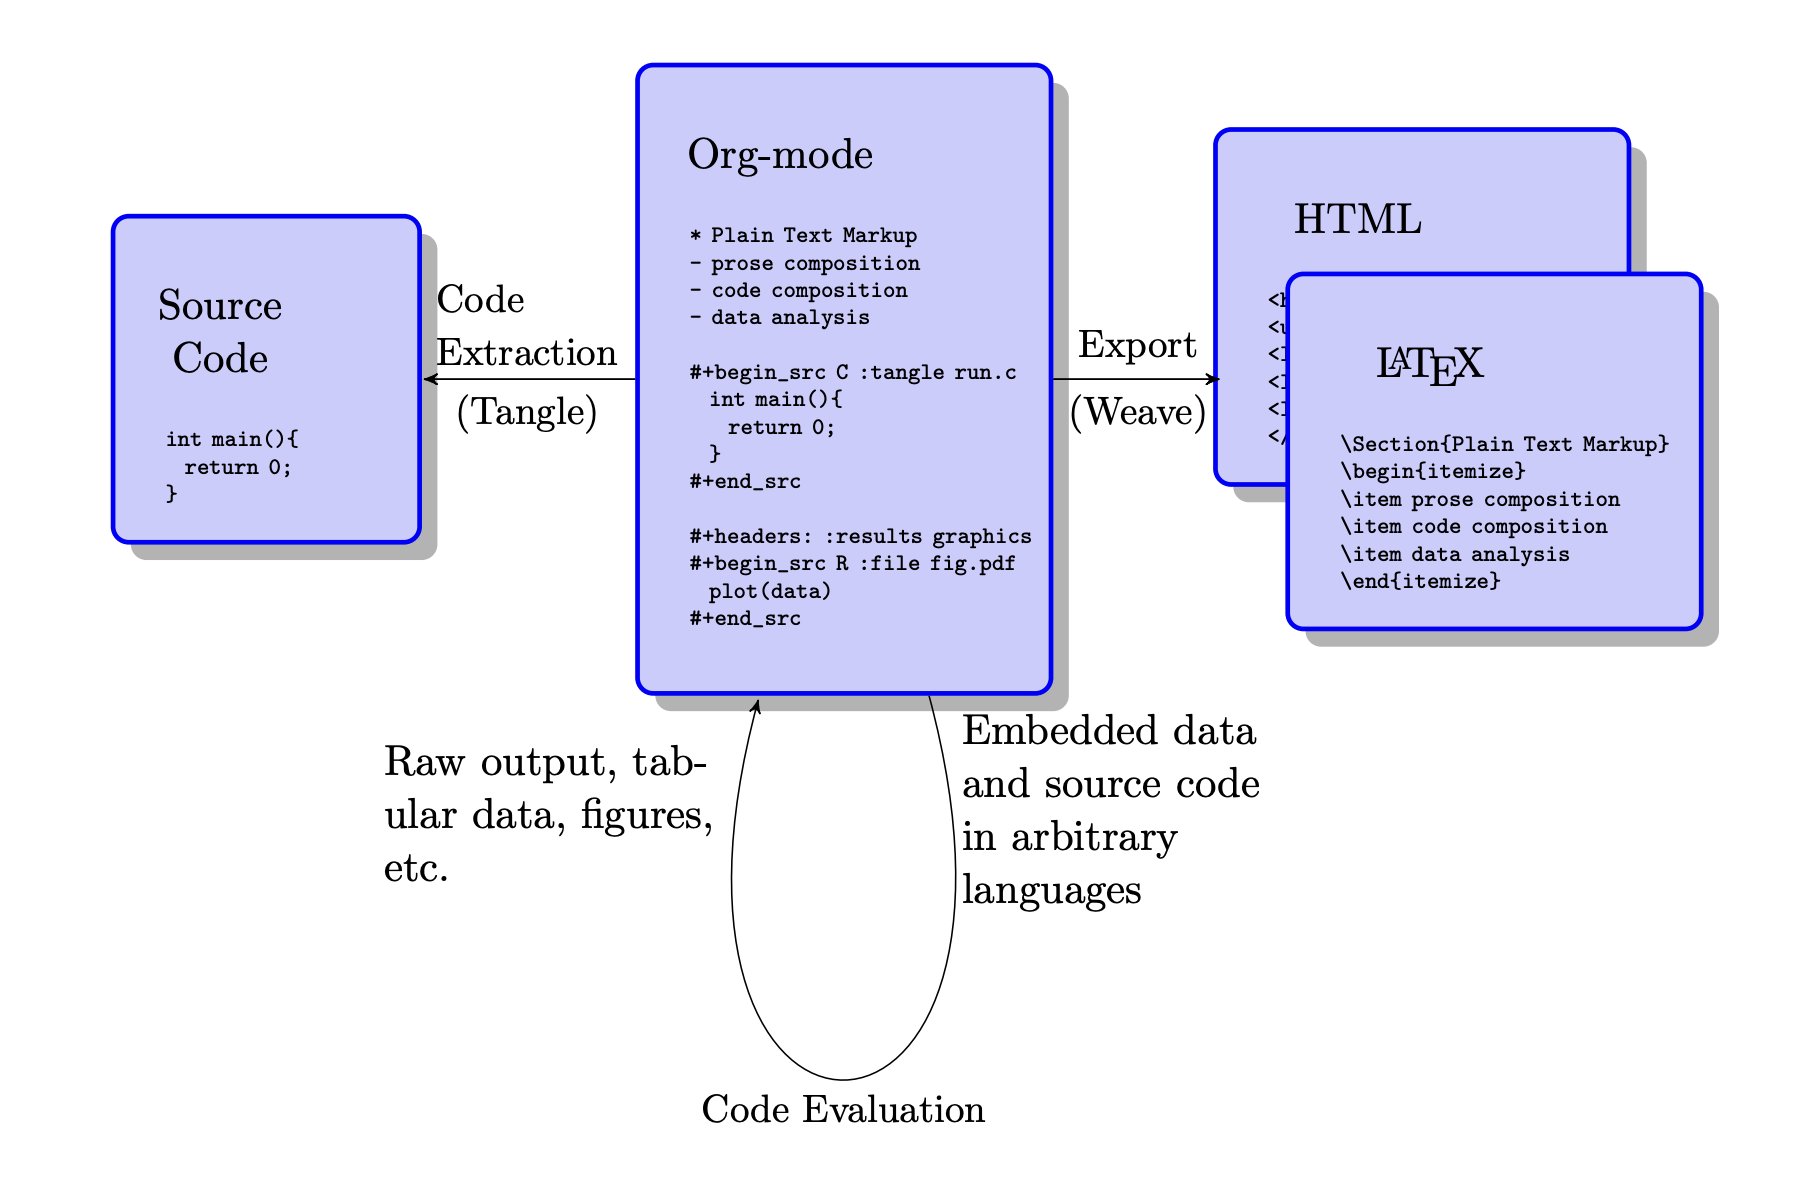 Source
Code
int main(){
  return 0;
}
Code
Extraction
(Tangle)
Org-mode
* Plain Text Markup
- prose composition
- code composition
- data analysis
#+begin_src C :tangle run.c
  int main(){
    return 0;
  }
#+end_src
#+headers: :results graphics
#+begin_src R :file fig.pdf
  plot(data)
#+end_src
Export
(Weave)
HTML
LATEX
\Section{Plain Text Markup}
\begin{itemize}
\item prose composition
\item code composition
\item data analysis
\end{itemize}
Raw output, tab-
ular data, figures,
etc.
Embedded data
and source code
in arbitrary
languages
Code Evaluation